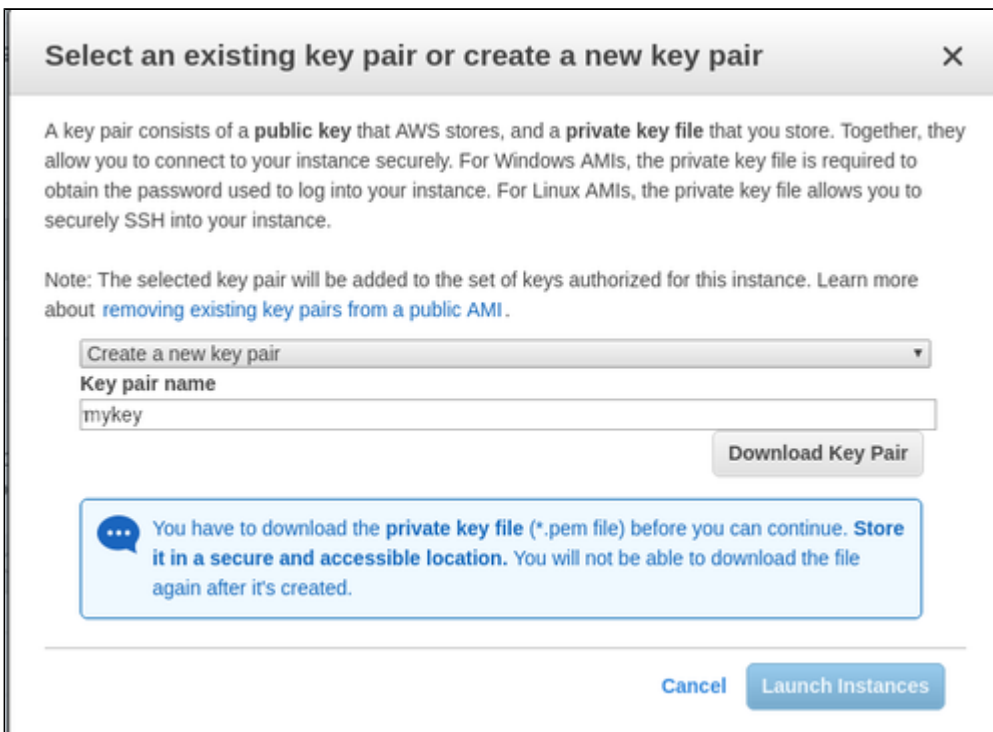 Select an existing key pair or create a new key pair
A key pair consists of a public key that AWS stores, and a private key file that you store. Together, they
allow you to connect to your instance securely. For Windows AMIs, the private key file is required to
obtain the password used to log into your instance. For Linux AMIs, the private key file allows you to
securely SSH into your instance.
Note: The selected key pair will be added to the set of keys authorized for this instance. Learn more
about removing existing key pairs from a public AMI.
Create a new key pair
Key pair name
mykey
Download Key Pair
You have to download the private key file (*.pem file) before you can continue. Store
it in a secure and accessible location. You will not be able to download the file
again after it's created.
Cancel
Launch Instances